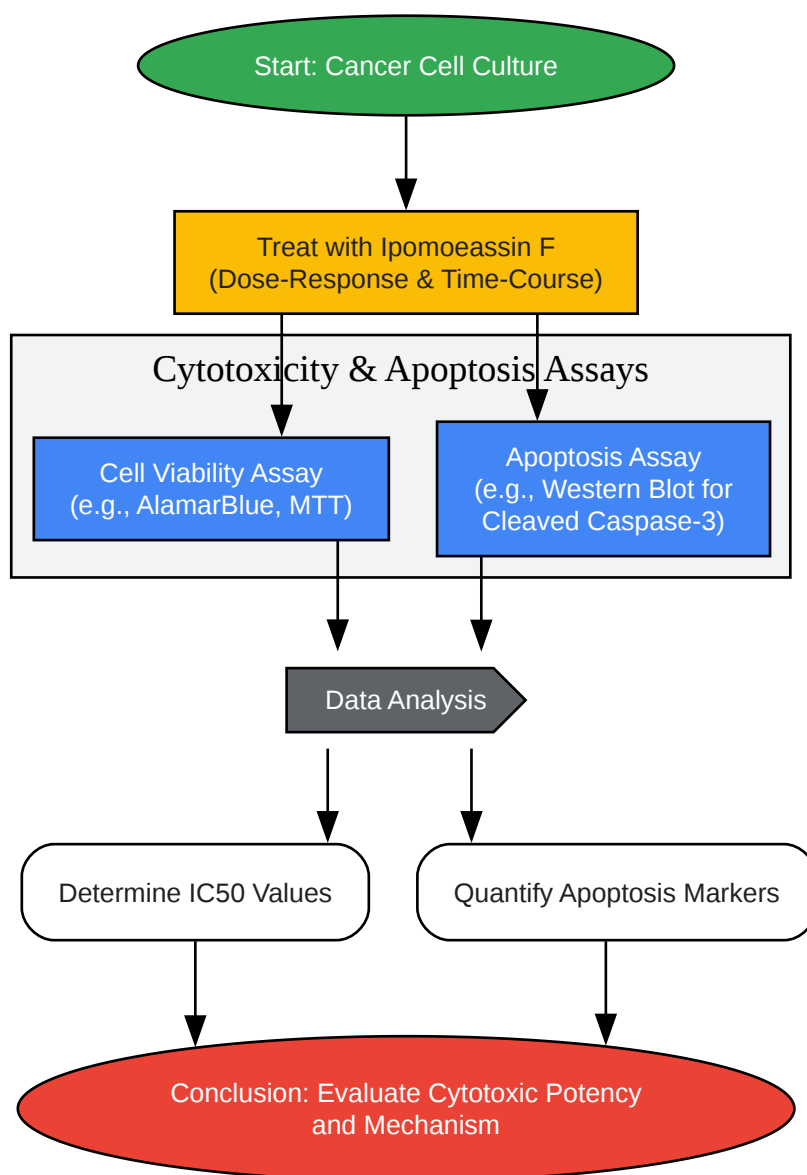 Start: Cancer Cell Culture
Treat with Ipomoeassin F
(Dose-Response & Time-Course)
Cytotoxicity & Apoptosis Assays
Cell Viability Assay
(e.g., AlamarBlue, MTT)
Apoptosis Assay
(e.g., Western Blot for
Cleaved Caspase-3)
Data Analysis
Determine IC50 Values
Quantify Apoptosis Markers
Conclusion: Evaluate Cytotoxic Potency
and Mechanism